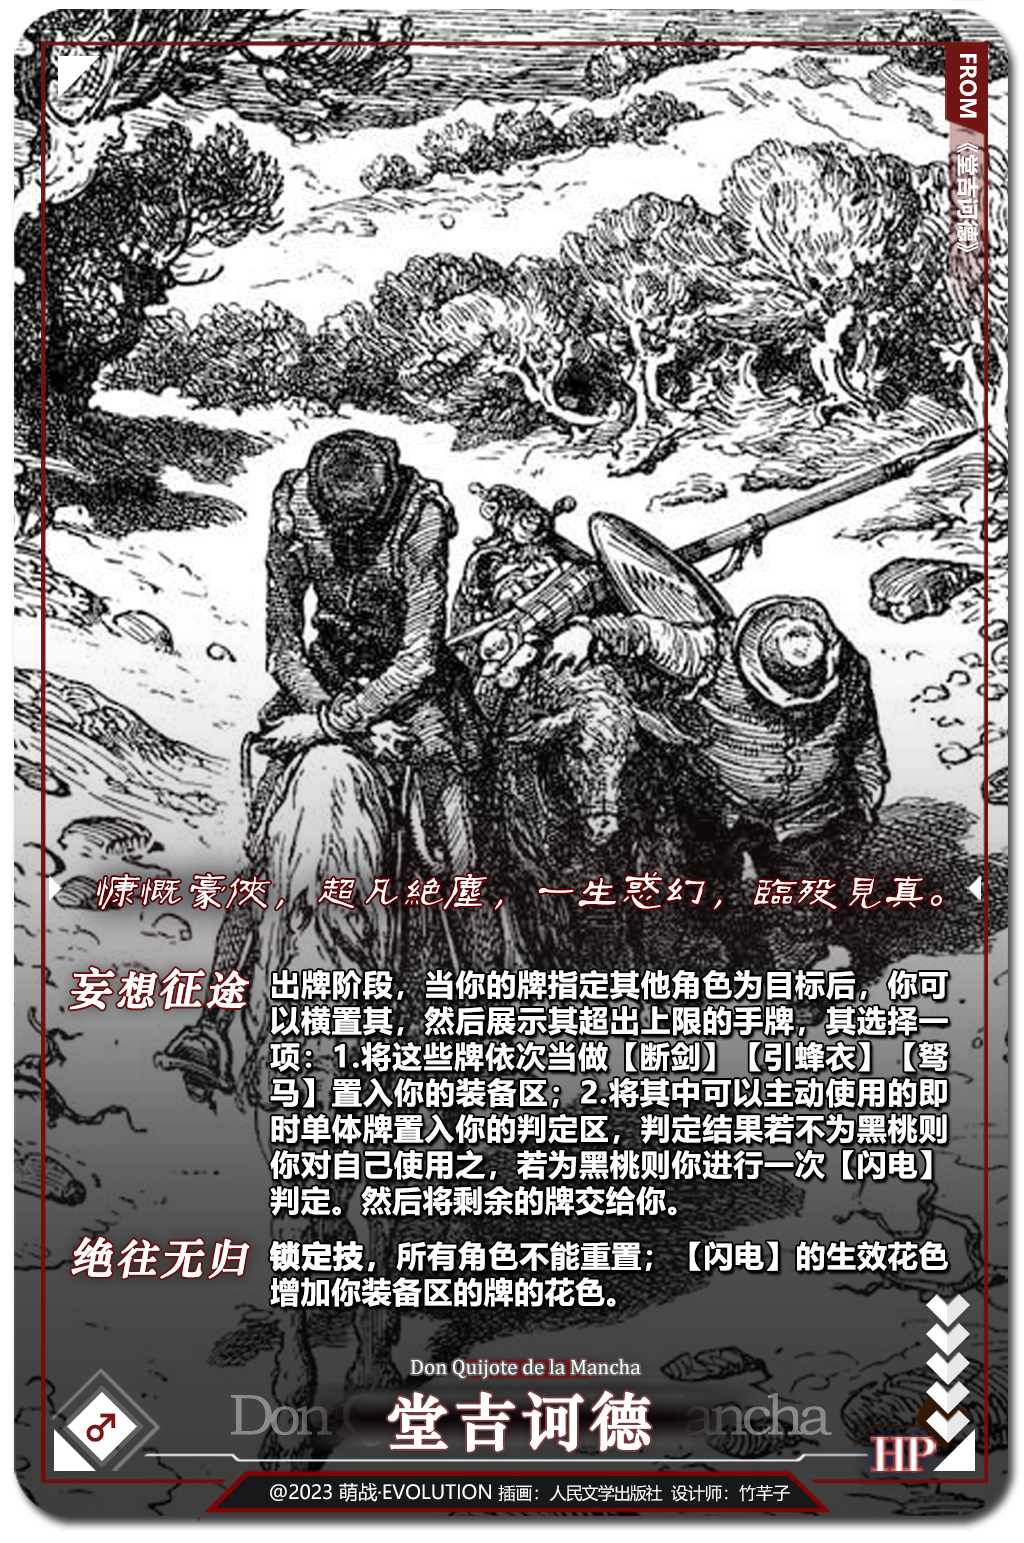 FROM
《堂吉诃德》
慷慨豪俠，超凡絶塵，一生惑幻，臨殁見真。
妄想征途
出牌阶段，当你的牌指定其他角色为目标后，你可
以横置其，然后展示其超出上限的手牌，其选择一
项：1.将这些牌依次当做【断剑】【引蜂衣】【驽
马】置入你的装备区；2.将其中可以主动使用的即
时单体牌置入你的判定区，判定结果若不为黑桃则
你对自己使用之，若为黑桃则你进行一次【闪电】
判定。然后将剩余的牌交给你。
绝往无归
锁定技，所有角色不能重置；【闪电】的生效花色
增加你装备区的牌的花色。
Don Quijote de la Mancha
堂吉诃德
HP
@2023 萌战·EVOLUTION 插画：人民文学出版社 设计师：竹芊子